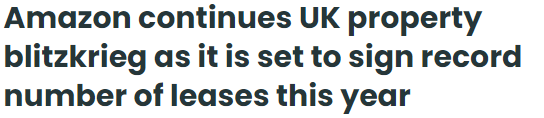 Amazon continues UK property
blitzkrieg as it is set to sign record
number of leases this year